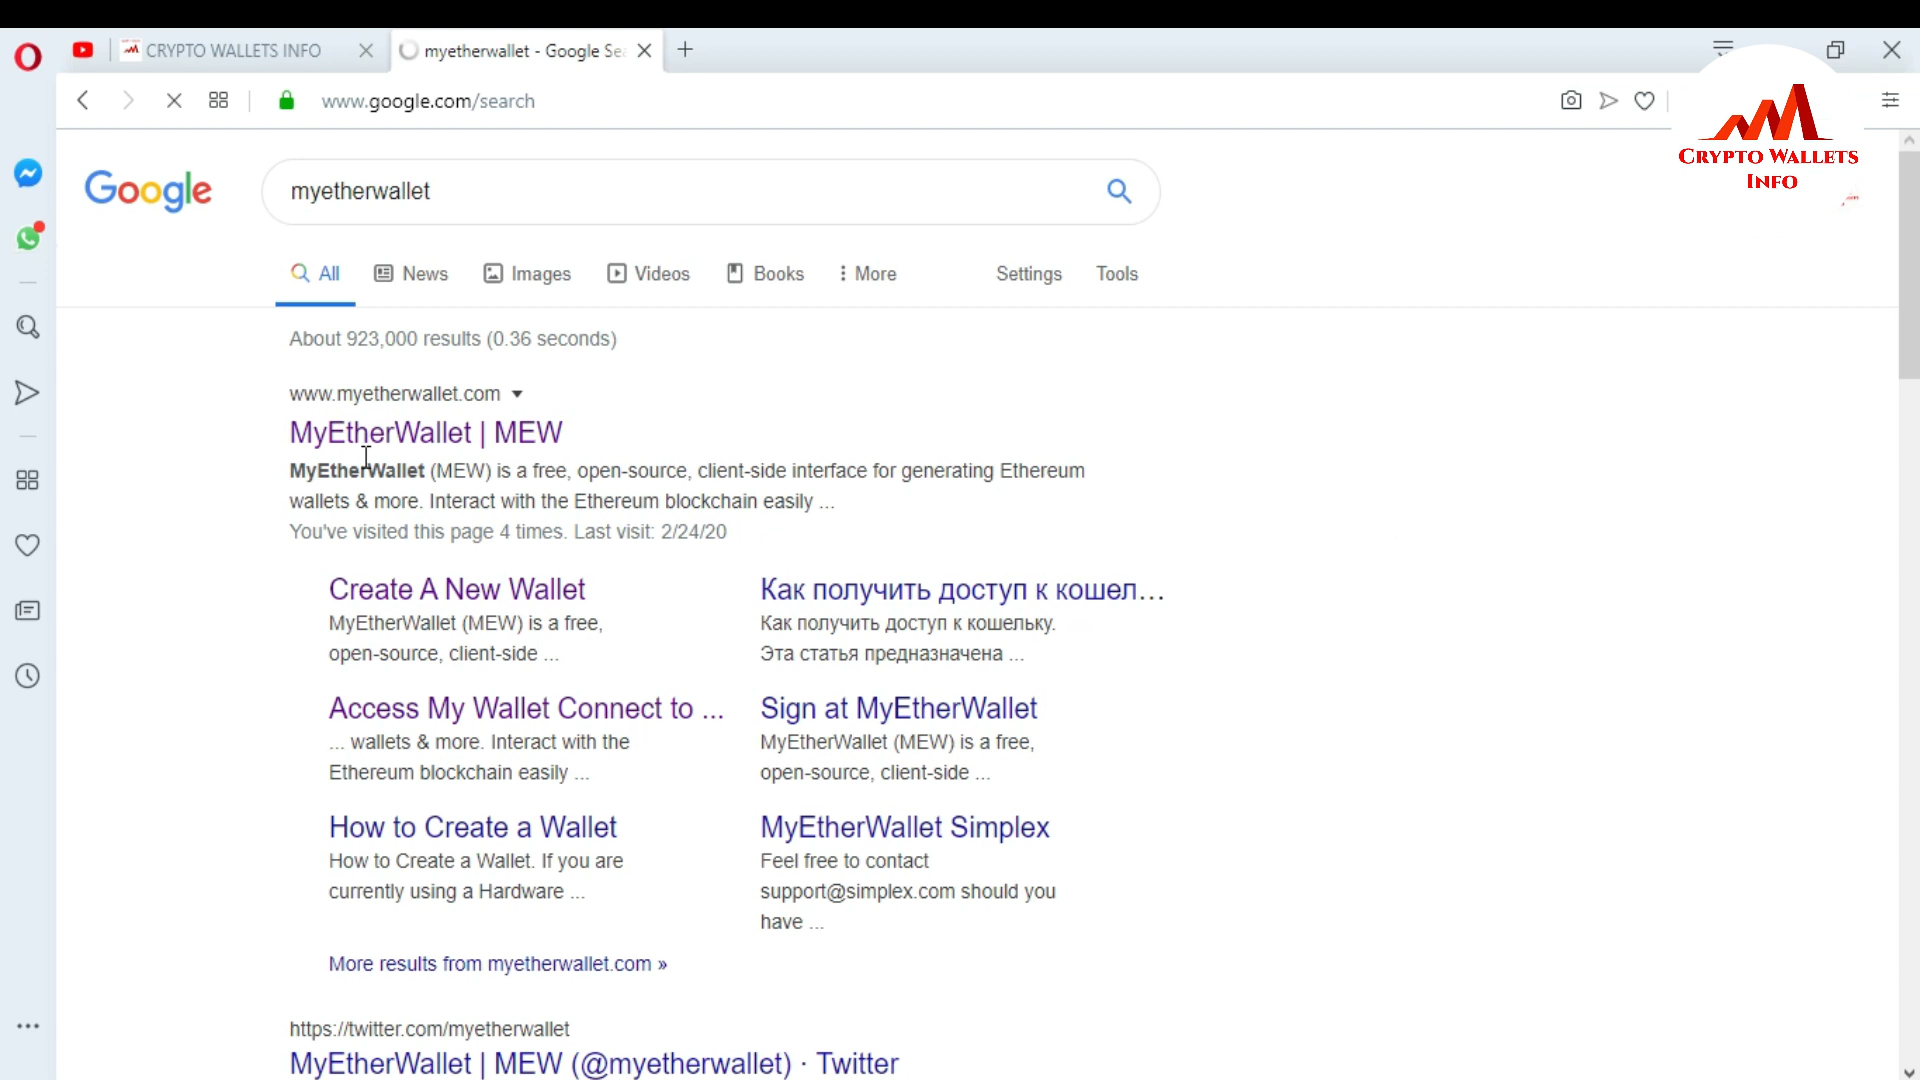 CRYPTO WALLETS INFO
myetherwallet - Google Sea
www.google.com/search
CRYPTO WALLETS
INFO
Google
myetherwallet
All
News
Images
Videos
Books
More
Settings
Tools
About 923,000 results (0.36 seconds)
www.myetherwallet.com
MyEtherWallet | MEW
MyEtherWallet (MEW) is a free, open-source, client-side interface for generating Ethereum
wallets & more. Interact with the Ethereum blockchain easily ...
You've visited this page 4 times. Last visit: 2/24/20
Create A New Wallet
MyEtherWallet (MEW) is a free,
open-source, client-side ...
Как получить доступ к кошел...
Как получить доступ к кошельку.
Эта статья предназначена ...
Access My Wallet Connect to ...
... wallets & more. Interact with the
Ethereum blockchain easily ...
Sign at MyEtherWallet
MyEtherWallet (MEW) is a free,
open-source, client-side ...
How to Create a Wallet
How to Create a Wallet. If you are
currently using a Hardware ...
MyEtherWallet Simplex
Feel free to contact
support@simplex.com should you
have ...
More results from myetherwallet.com »
https://twitter.com/myetherwallet
MyEtherWallet | MEW (@myetherwallet) · Twitter